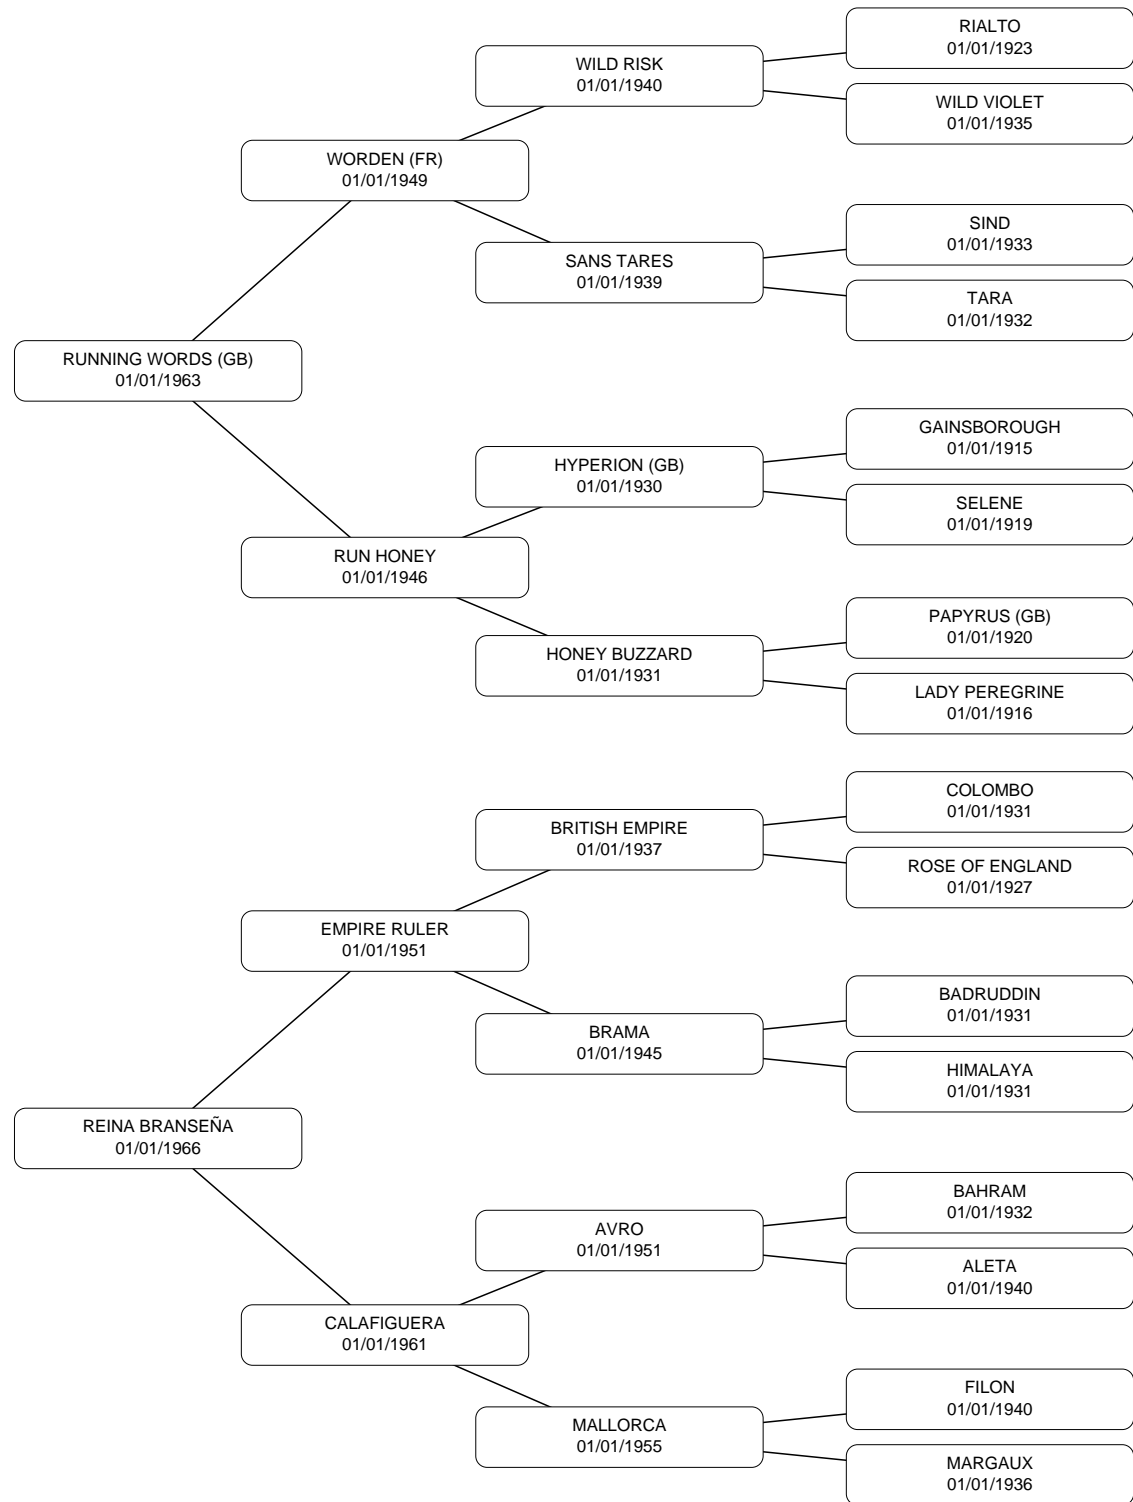 RIALTO
01/01/1923
WILD RISK
01/01/1940
WILD VIOLET
01/01/1935
WORDEN (FR)
01/01/1949
SIND
01/01/1933
SANS TARES
01/01/1939
TARA
01/01/1932
RUNNING WORDS (GB)
01/01/1963
GAINSBOROUGH
01/01/1915
HYPERION (GB)
01/01/1930
SELENE
01/01/1919
RUN HONEY
01/01/1946
PAPYRUS (GB)
01/01/1920
HONEY BUZZARD
01/01/1931
LADY PEREGRINE
01/01/1916
COLOMBO
01/01/1931
BRITISH EMPIRE
01/01/1937
ROSE OF ENGLAND
01/01/1927
EMPIRE RULER
01/01/1951
BADRUDDIN
01/01/1931
BRAMA
01/01/1945
HIMALAYA
01/01/1931
REINA BRANSEÑA
01/01/1966
BAHRAM
01/01/1932
AVRO
01/01/1951
ALETA
01/01/1940
CALAFIGUERA
01/01/1961
FILON
01/01/1940
MALLORCA
01/01/1955
MARGAUX
01/01/1936